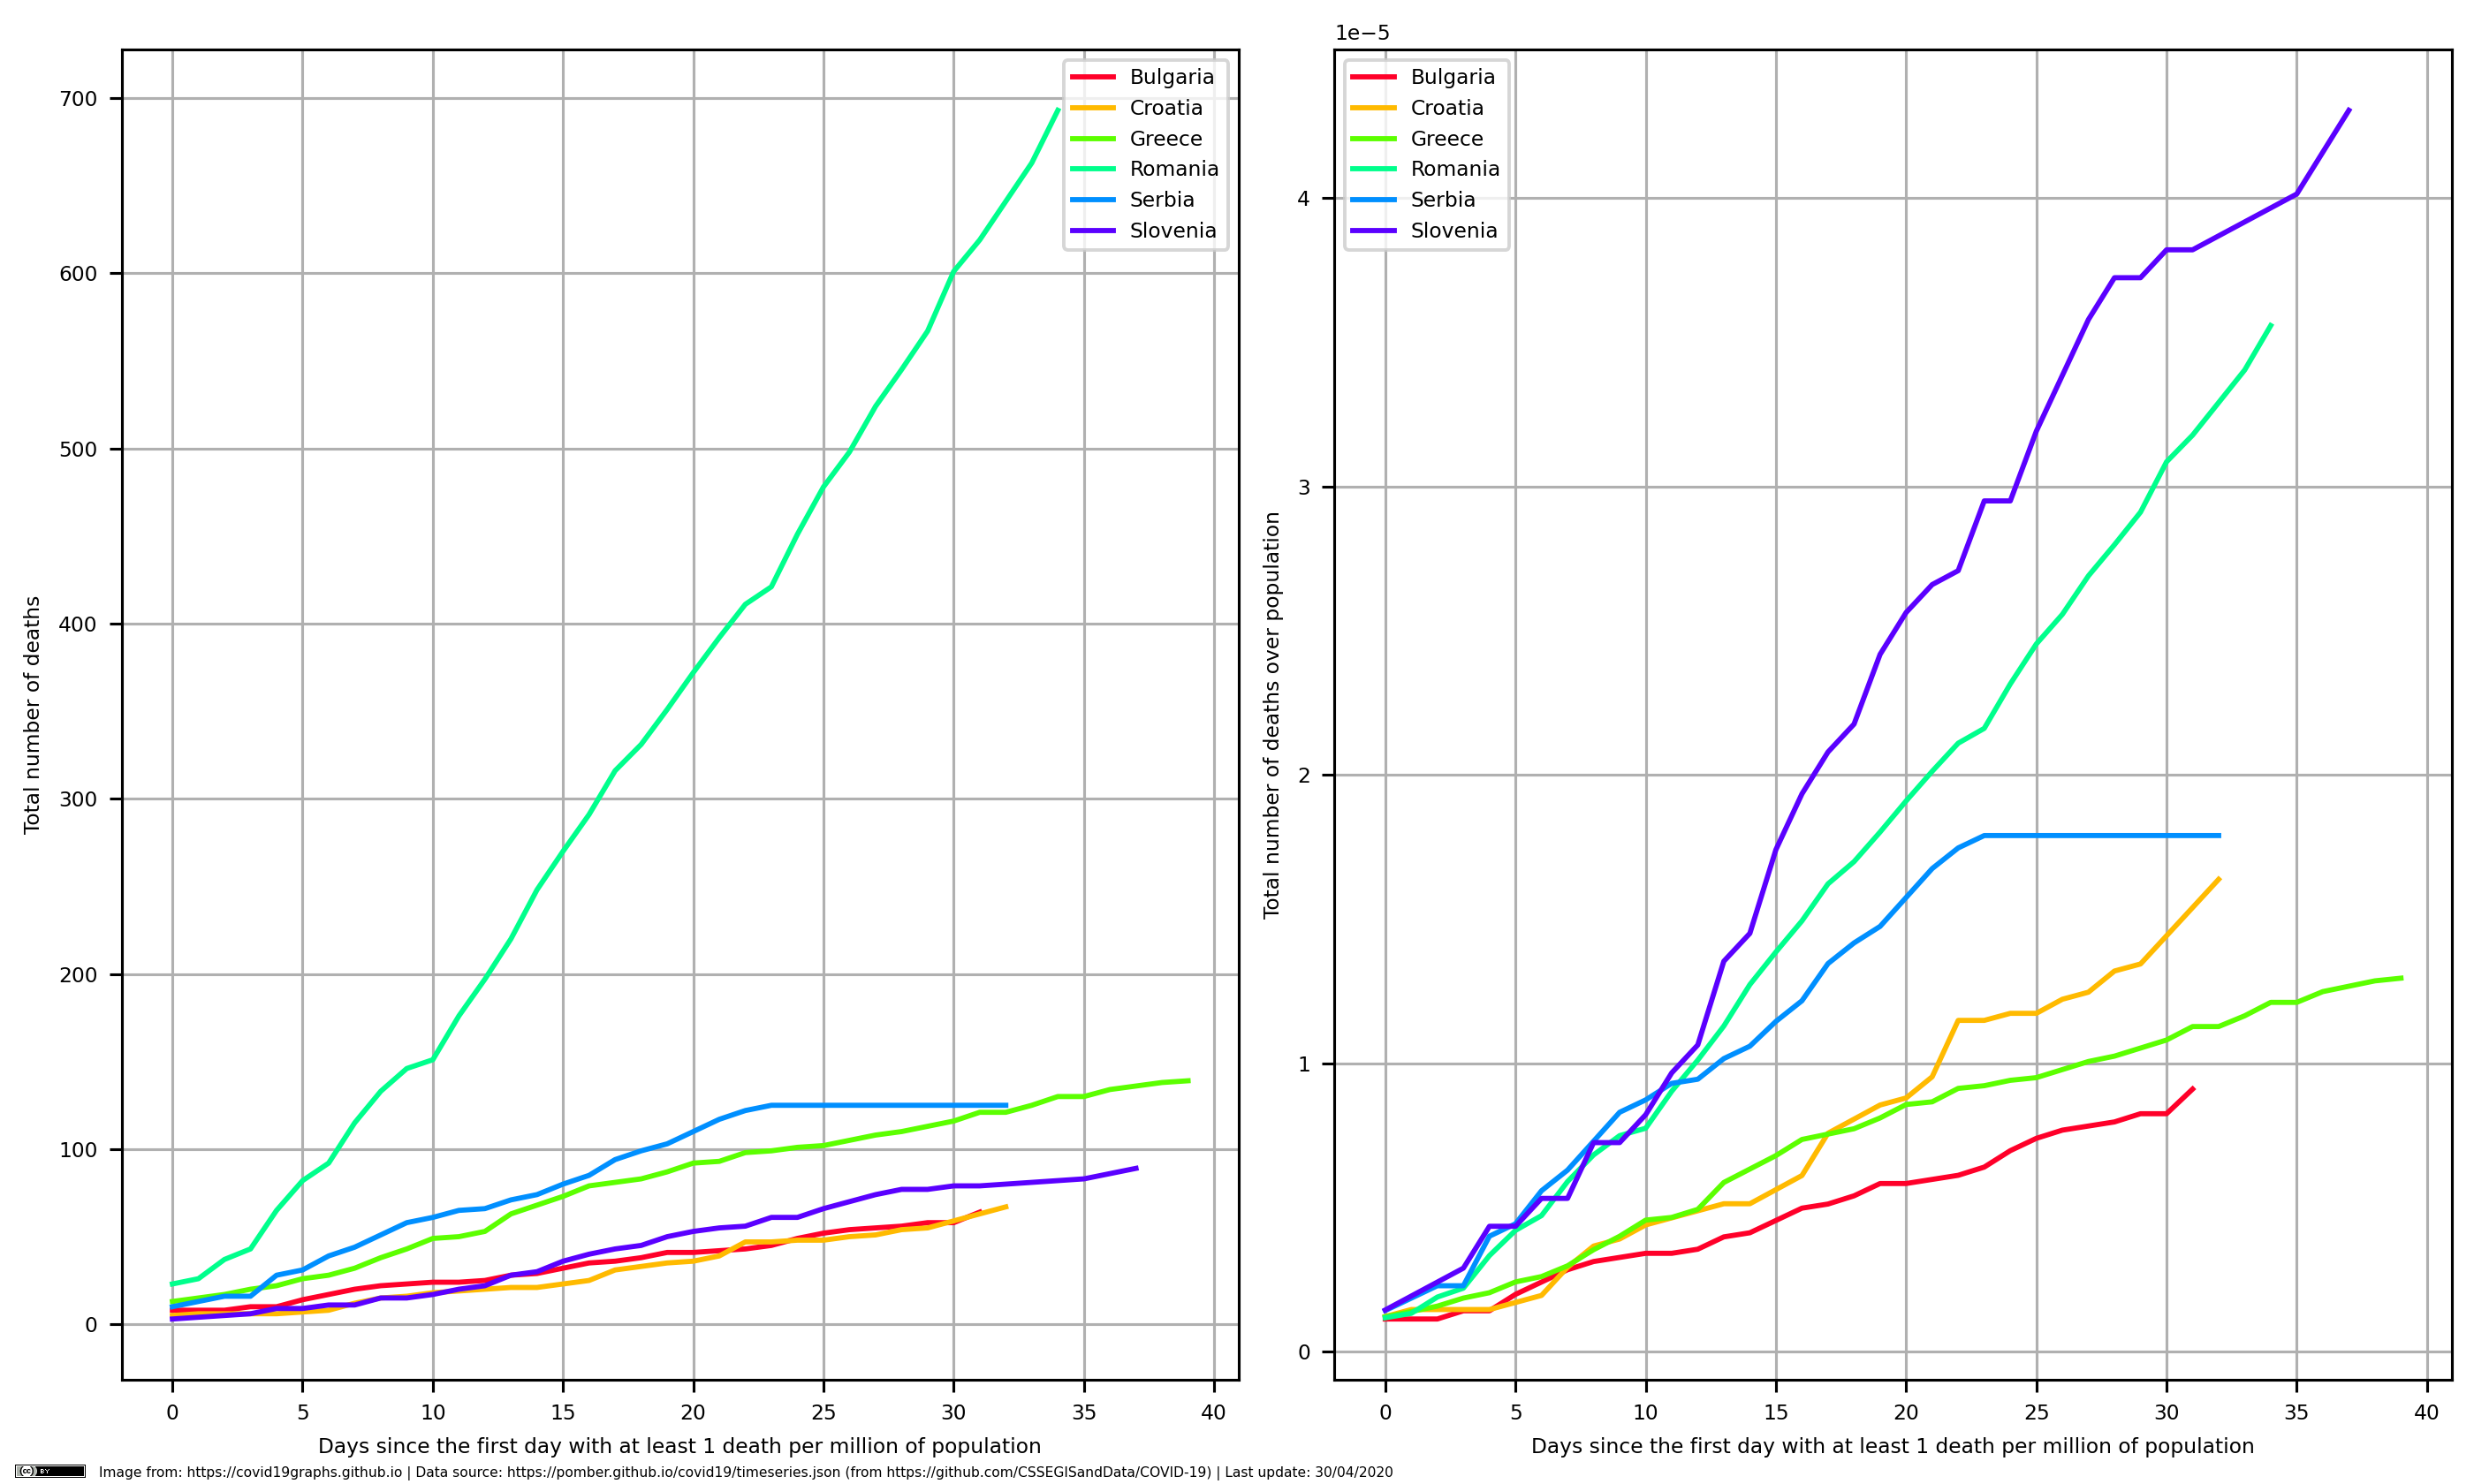 700
600
500
400
300
200
100
0
Total number of deaths
0 5 10 15 20 25 30 35 40
Days since the first day with at least 1 death per million of population
Bulgaria
Croatia
Greece
Romania
Serbia
Slovenia
1e−5
4
3
2
1
0
Total number of deaths over population
0 5 10 15 20 25 30 35 40
Days since the first day with at least 1 death per million of population
Bulgaria
Croatia
Greece
Romania
Serbia
Slovenia
(cc) BY Image from: https://covid19graphs.github.io | Data source: https://pomber.github.io/covid19/timeseries.json (from https://github.com/CSSEGISandData/COVID-19) | Last update: 30/04/2020